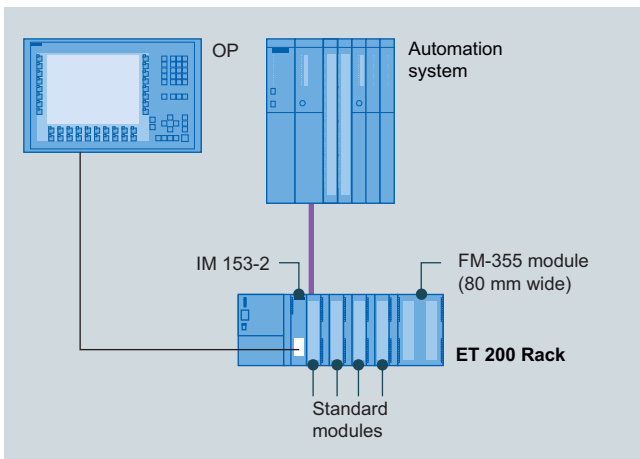 OP
Automation
system
IM 153-2
FM-355 module
(80 mm wide)
ET 200 Rack
Standard
modules